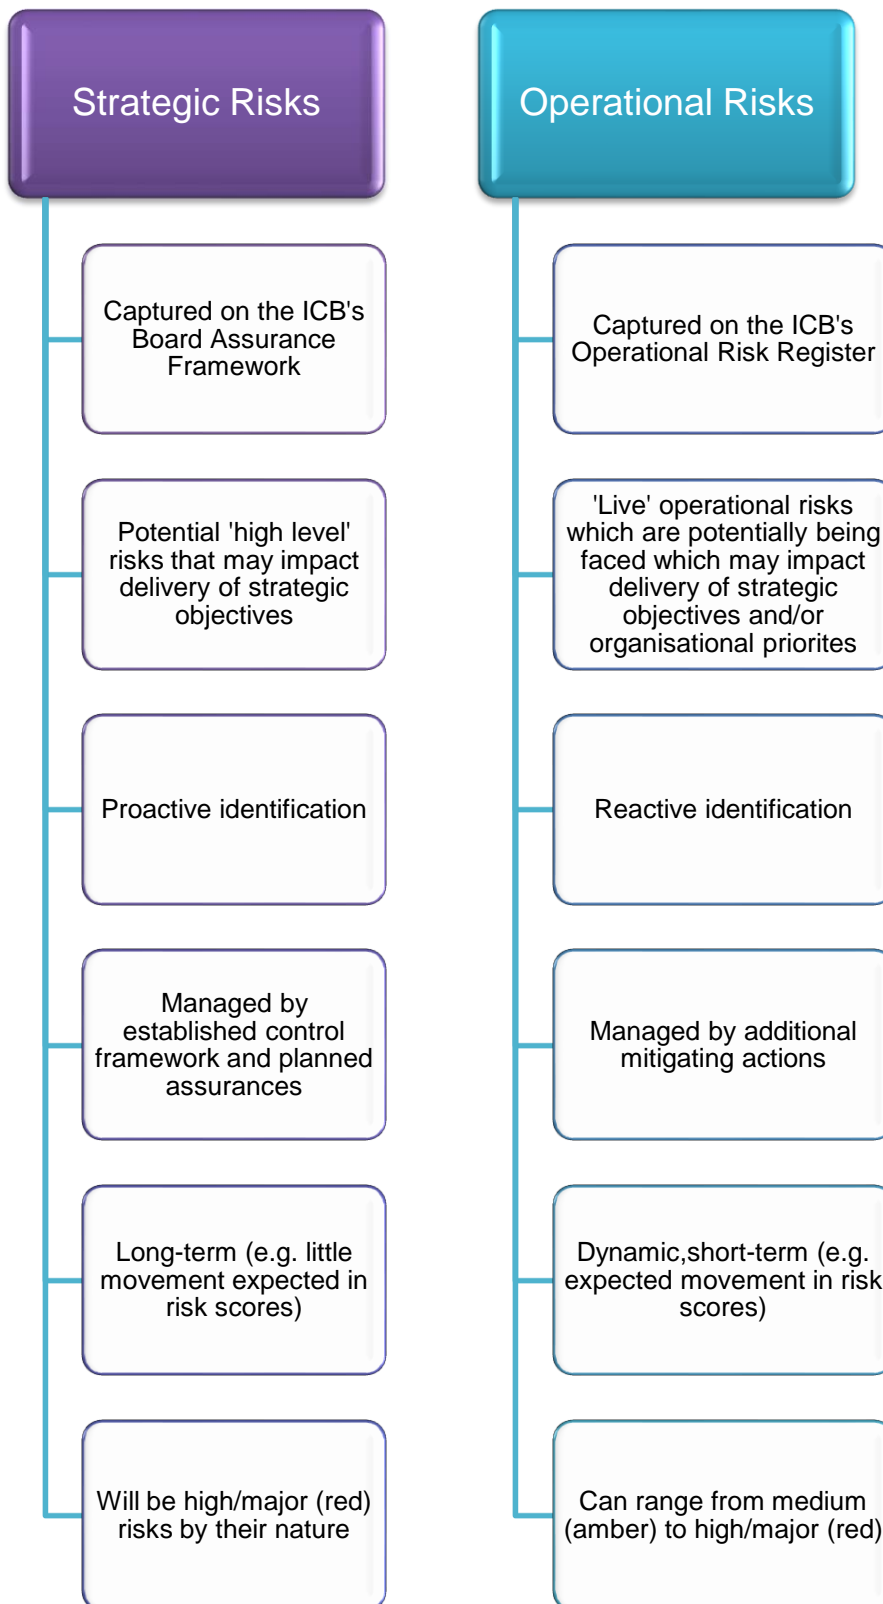 Strategic Risks
Captured on the ICB's
Board Assurance
Framework
Potential 'high level'
risks that may impact
delivery of strategic
objectives
Proactive identification
Managed by
established control
framework and planned
assurances
Long-term (e.g. little
movement expected in
risk scores)
Will be high/major (red)
risks by their nature
Operational Risks
Captured on the ICB's
Operational Risk Register
'Live' operational risks
which are potentially being
faced which may impact
delivery of strategic
objectives and/or
organisational priorites
Reactive identification
Managed by additional
mitigating actions
Dynamic,short-term (e.g.
expected movement in risk
scores)
Can range from medium
(amber) to high/major (red)